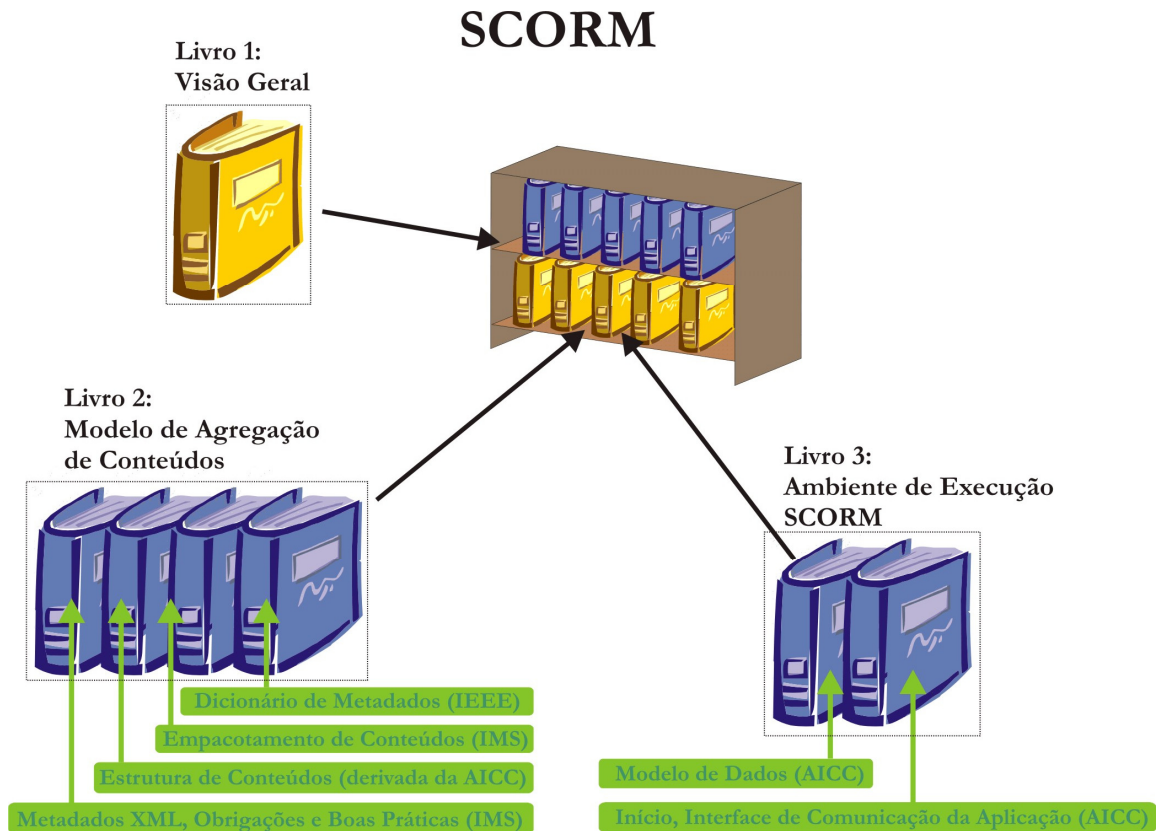 SCORM
Livro 1:
Visão Geral
Livro 2:
Modelo de Agregação
de Conteúdos
Livro 3:
Ambiente de Execução
SCORM
Dicionário de Metadados (IEEE)
Empacotamento de Conteúdos (IMS)
Estrutura de Conteúdos (derivada da AICC)
Metadados XML, Obrigações e Boas Práticas (IMS)
Modelo de Dados (AICC)
Início, Interface de Comunicação da Aplicação (AICC)